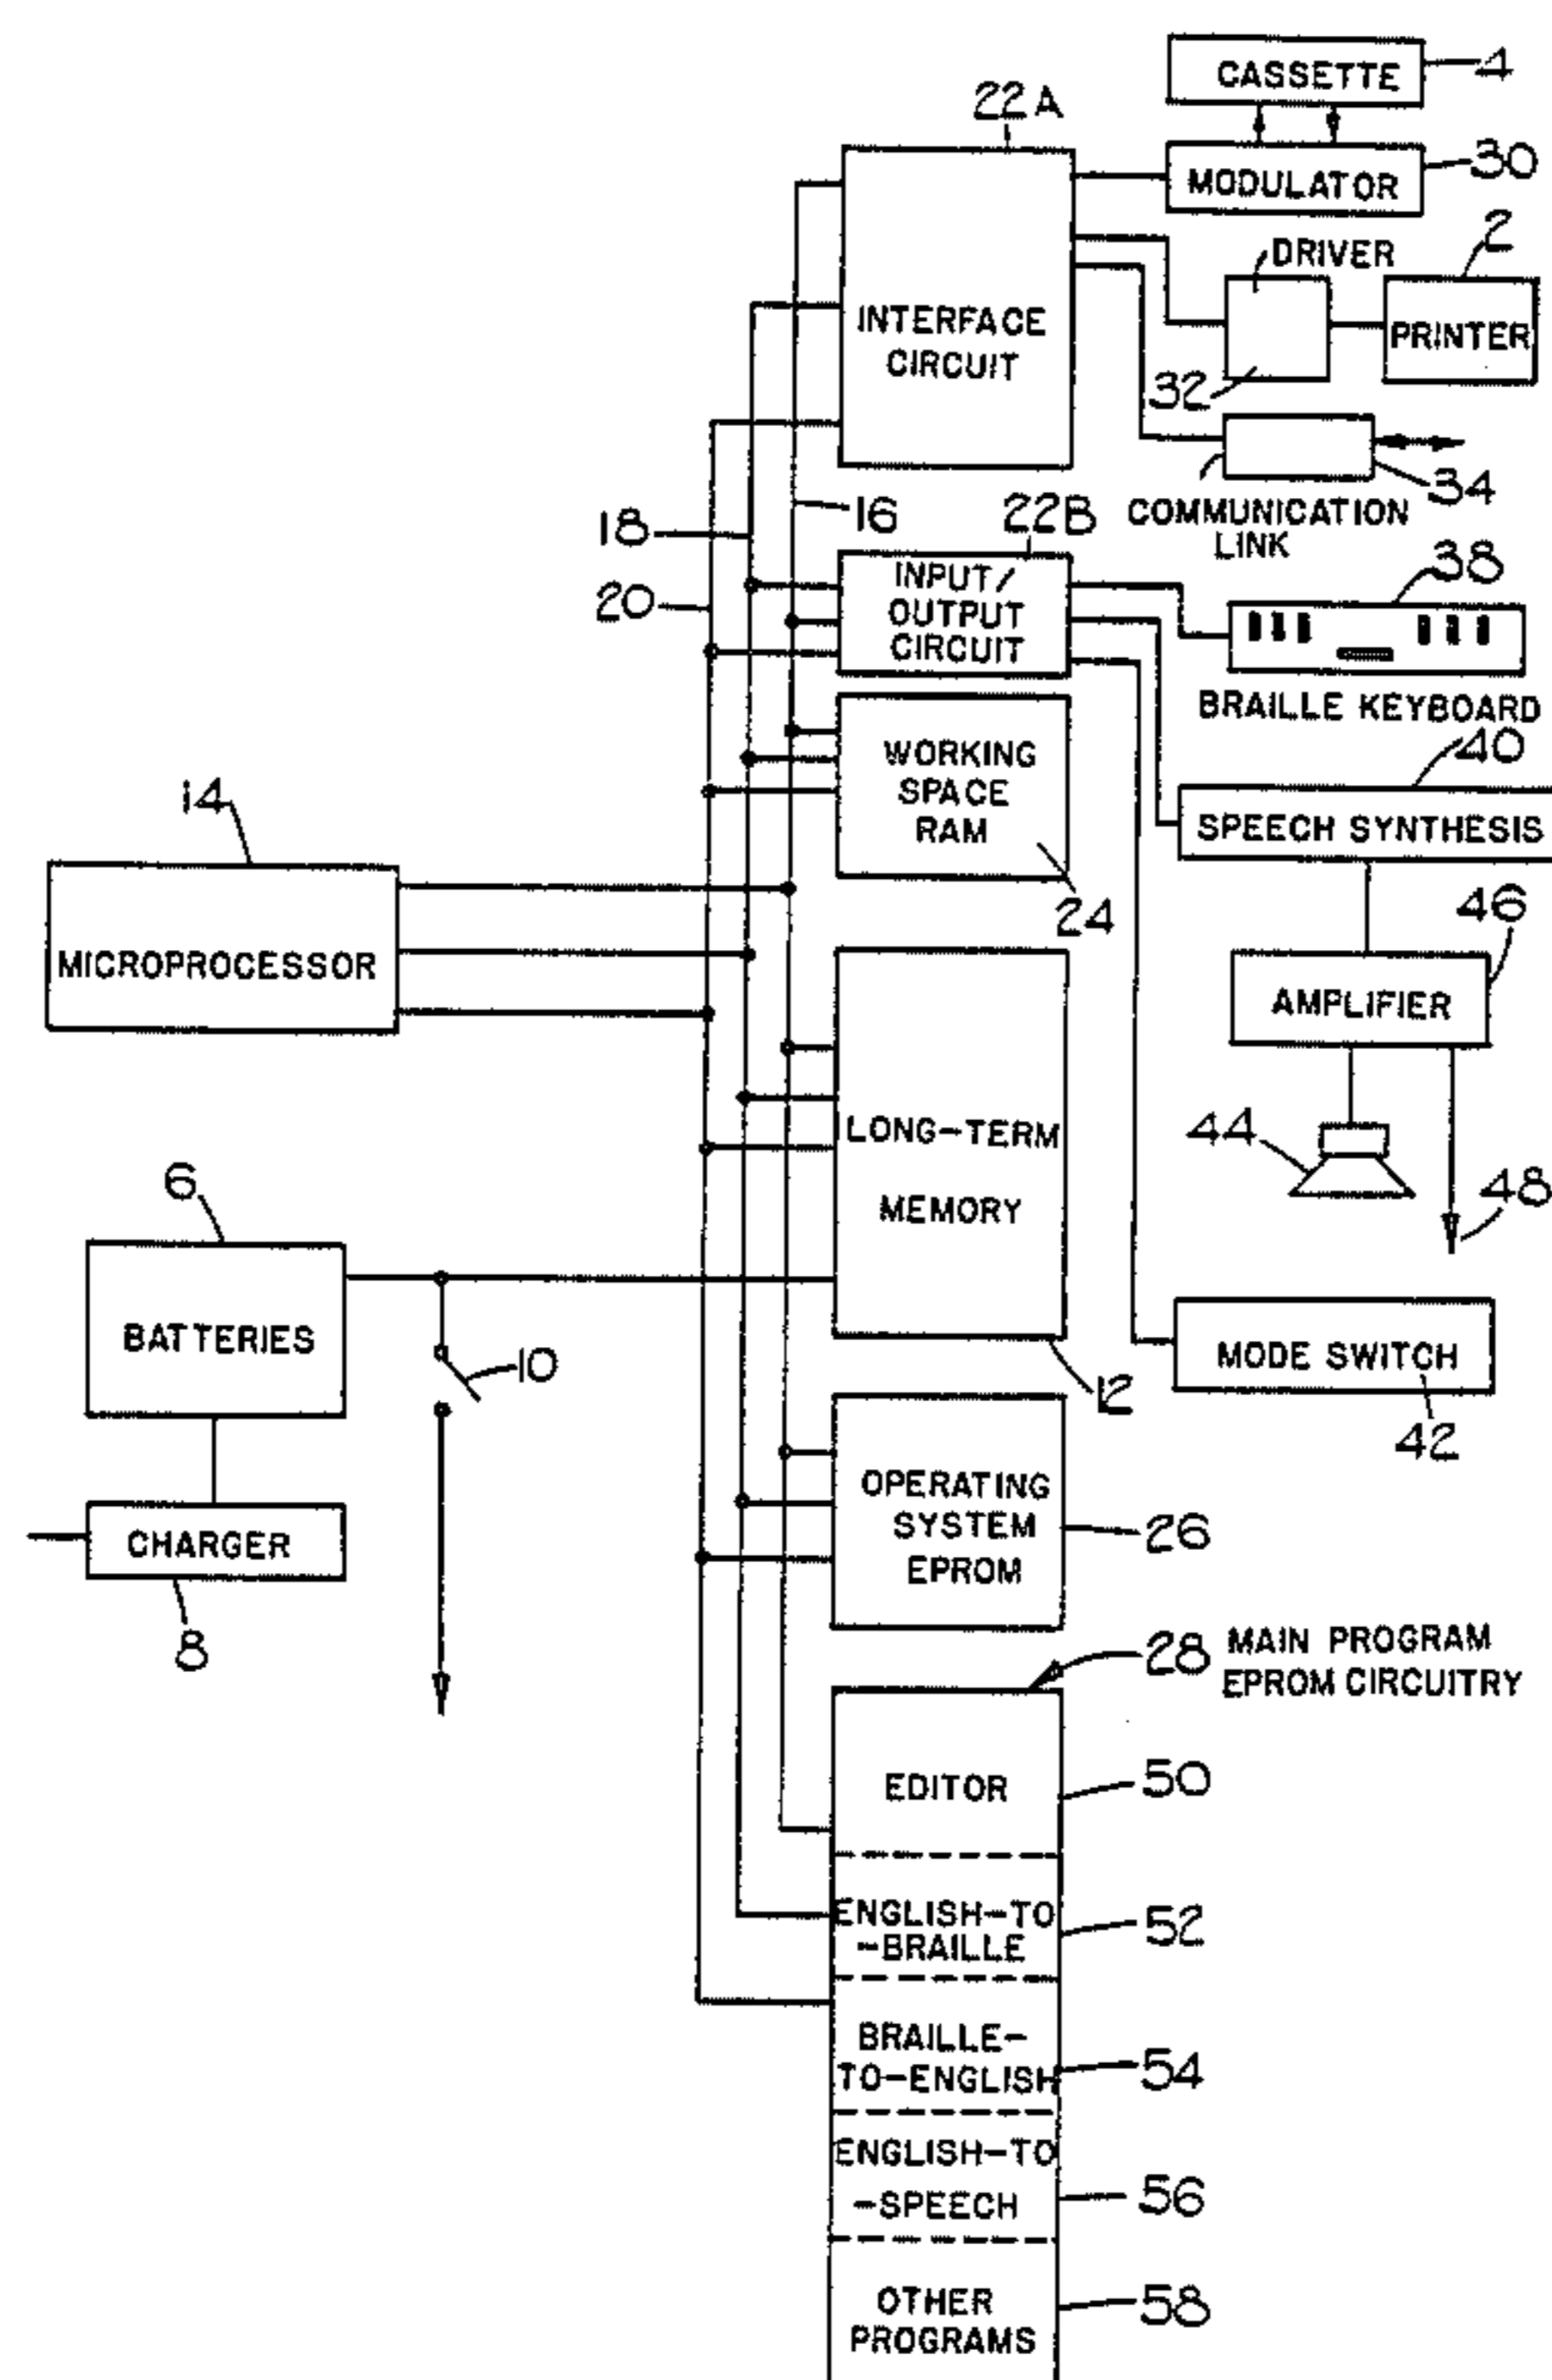 CASSETTE
4
22A
MODULATOR
30
DRIVER
2
INTERFACE
CIRCUIT
PRINTER
32
34
COMMUNICATION
LINK
18
16
22B
20
INPUT/
OUTPUT
CIRCUIT
38
BRAILLE KEYBOARD
WORKING
SPACE
RAM
24
40
SPEECH SYNTHESIS
14
MICROPROCESSOR
46
AMPLIFIER
44
48
LONG-TERM
MEMORY
12
6
BATTERIES
10
MODE SWITCH
42
CHARGER
8
OPERATING
SYSTEM
EPROM
26
28
MAIN PROGRAM
EPROM CIRCUITRY
EDITOR
50
ENGLISH-TO
-BRAILLE
52
BRAILLE-
TO-ENGLISH
54
ENGLISH-TO
-SPEECH
56
OTHER
PROGRAMS
58